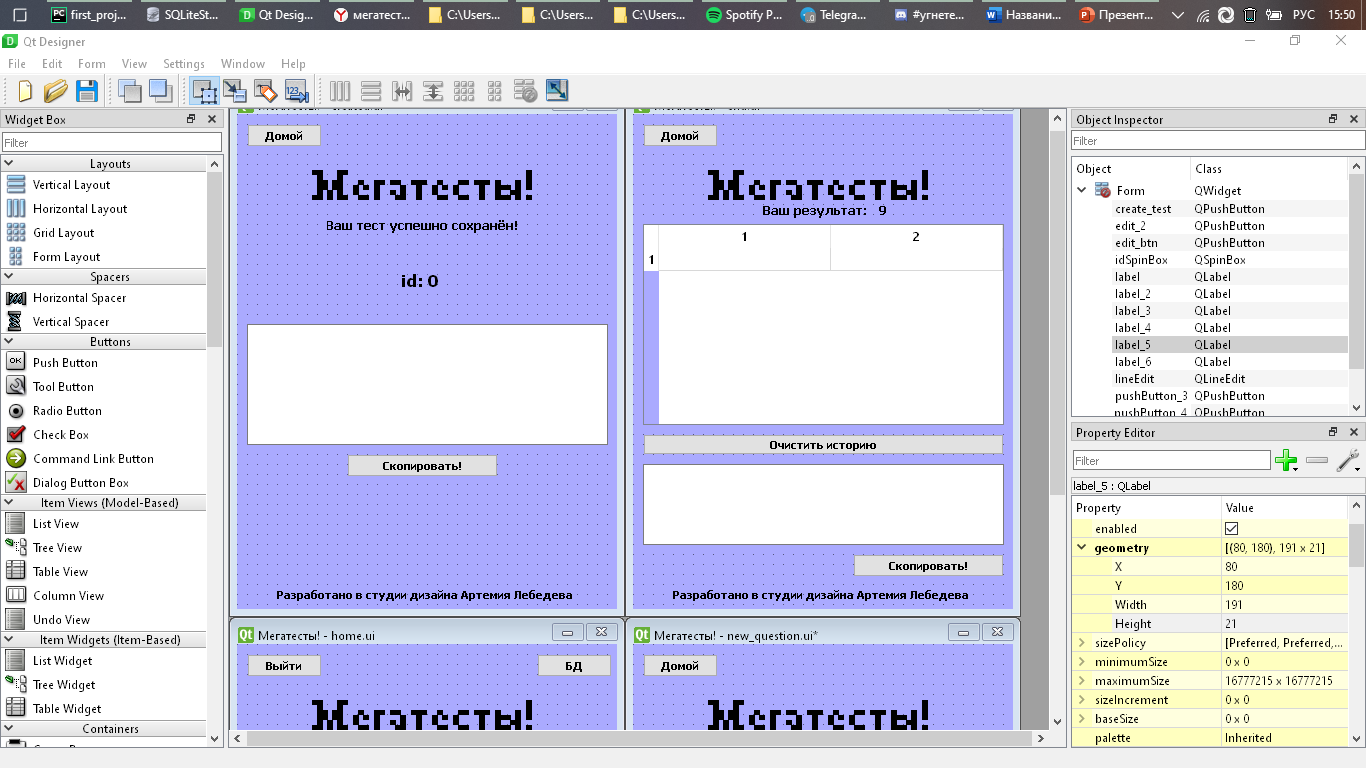 first_proj...
SQLiteSt...
Qt Desig...
мегатест...
C:\Users...
C:\Users...
C:\Users...
Spotify P...
Telegra...
#угнете...
Названи...
Презент...
РУС
15:50
Qt Designer
File Edit Form View Settings Window Help
Widget Box
Filter
Layouts
Vertical Layout
Horizontal Layout
Grid Layout
Form Layout
Spacers
Horizontal Spacer
Vertical Spacer
Buttons
Push Button
Tool Button
Radio Button
Check Box
Command Link Button
Dialog Button Box
Item Views (Model-Based)
List View
Tree View
Table View
Column View
Undo View
Item Widgets (Item-Based)
List Widget
Tree Widget
Table Widget
Containers
Домой
Мегатесты!
Ваш тест успешно сохранён!
id: 0
Скопировать!
Разработано в студии дизайна Артемия Лебедева
Домой
Мегатесты!
Ваш результат: 9
1 2
1
Очистить историю
Скопировать!
Разработано в студии дизайна Артемия Лебедева
Мегатесты! - home.ui
Выйти
БД
Мегатесты!
Мегатесты! - new_question.ui*
Домой
Мегатесты!
Object Inspector
Filter
Object Class
Form QWidget
create_test QPushButton
edit_2 QPushButton
edit_btn QPushButton
idSpinBox QSpinBox
label QLabel
label_2 QLabel
label_3 QLabel
label_4 QLabel
label_5 QLabel
label_6 QLabel
lineEdit QLineEdit
pushButton_3 QPushButton
pushButton_4 QPushButton
Property Editor
Filter
label_5 : QLabel
Property Value
enabled
geometry [(80, 180), 191 x 21]
X 80
Y 180
Width 191
Height 21
sizePolicy [Preferred, Preferred,...
minimumSize 0 x 0
maximumSize 16777215 x 16777215
sizeIncrement 0 x 0
baseSize 0 x 0
palette Inherited